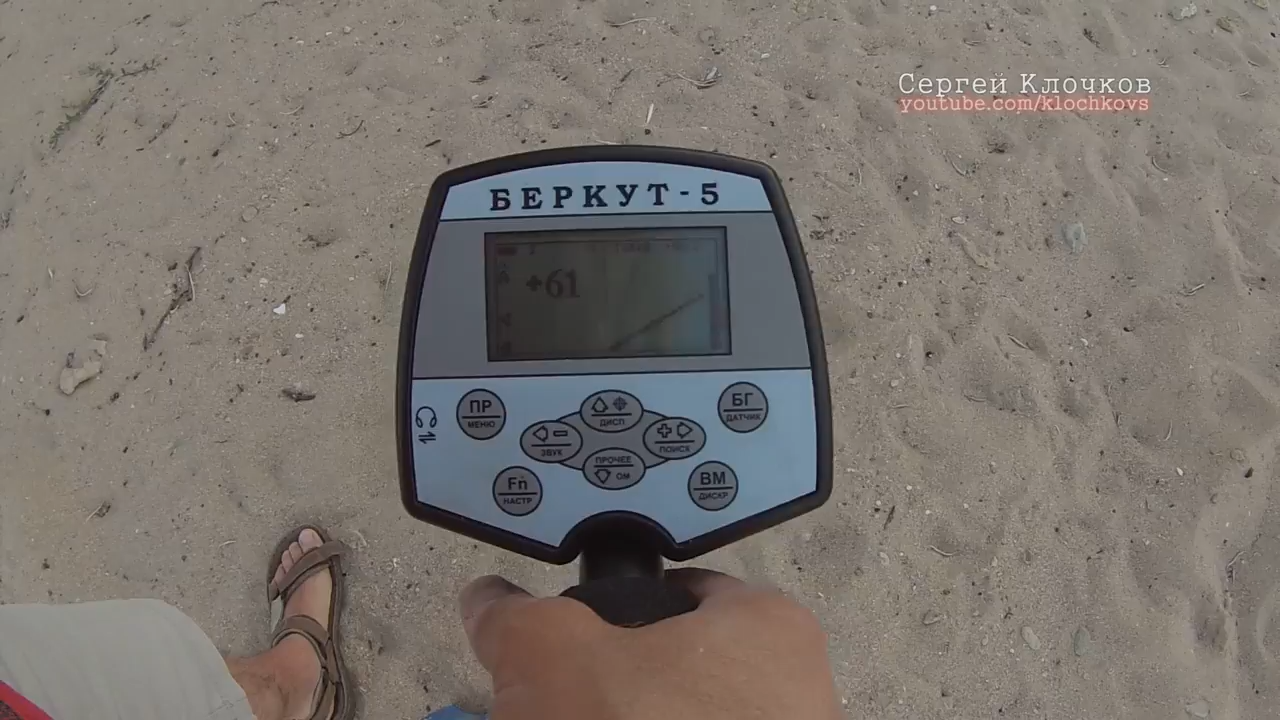 Сергей Клочков
youtube.com/klochkovs
БЕРКУТ-5
+61
ПР
МЕНЮ
ДИСП.
БГ
ДАТЧИК
ЗВУК
ПОИСК
ПРОЧЕЕ
ОМ
Fn
НАСТР
ВМ
ДИСКР